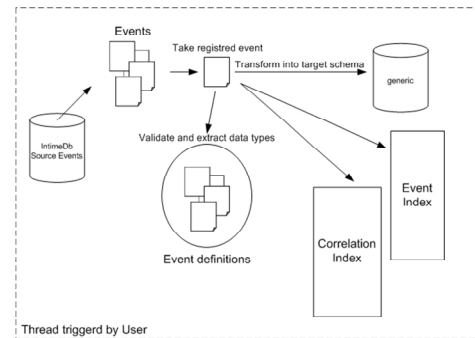 Events
Take registred event
Transform into target schema
generic
IntimeDb
Source Events
Validate and extract data types
Event definitions
Event
Index
Correlation
Index
Thread triggerd by User